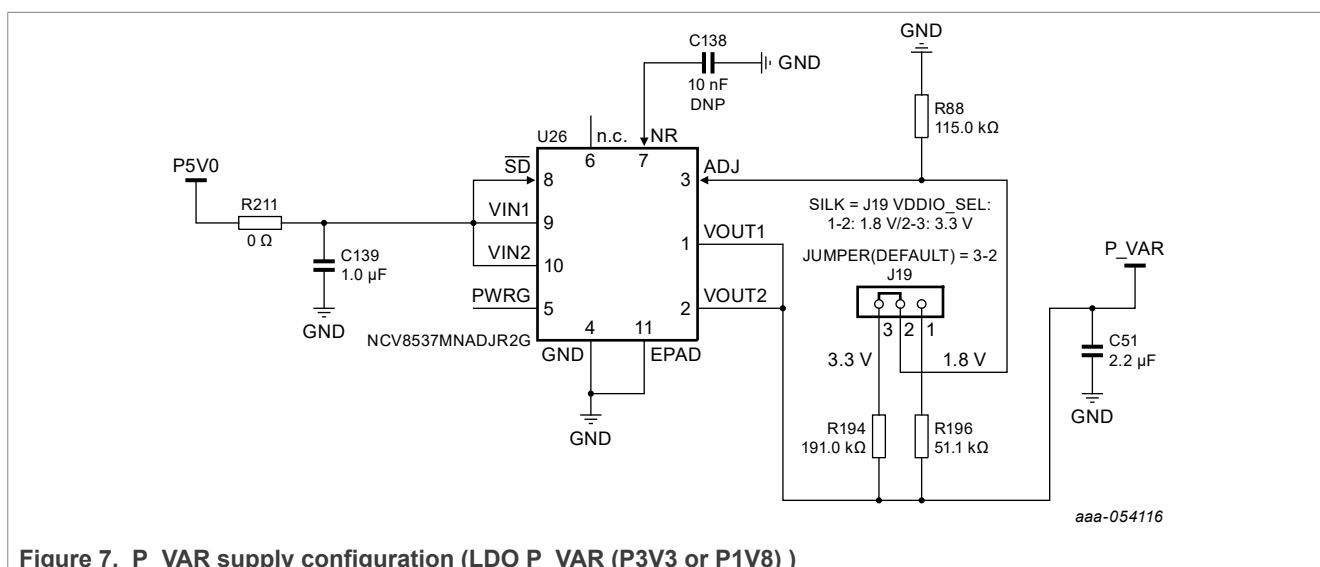 GND
C138
GND
10 nF
DNP
R88
115.0 kΩ
U26
n.c.
NR
6
7
P5V0
SD
8
3
ADJ
R211
0 Ω
VIN1
9
SILK = J19 VDDIO_SEL:
1-2: 1.8 V/2-3: 3.3 V
C139
1.0 µF
VIN2
10
1
VOUT1
JUMPER(DEFAULT) = 3-2
J19
P_VAR
GND
PWRG
5
2
VOUT2
3 2 1
NCV8537MNADJR2G
4
11
GND
EPAD
3.3 V
1.8 V
C51
2.2 µF
GND
GND
R194
191.0 kΩ
R196
51.1 kΩ
aaa-054116
Figure 7. P_VAR supply configuration (LDO P_VAR (P3V3 or P1V8) )